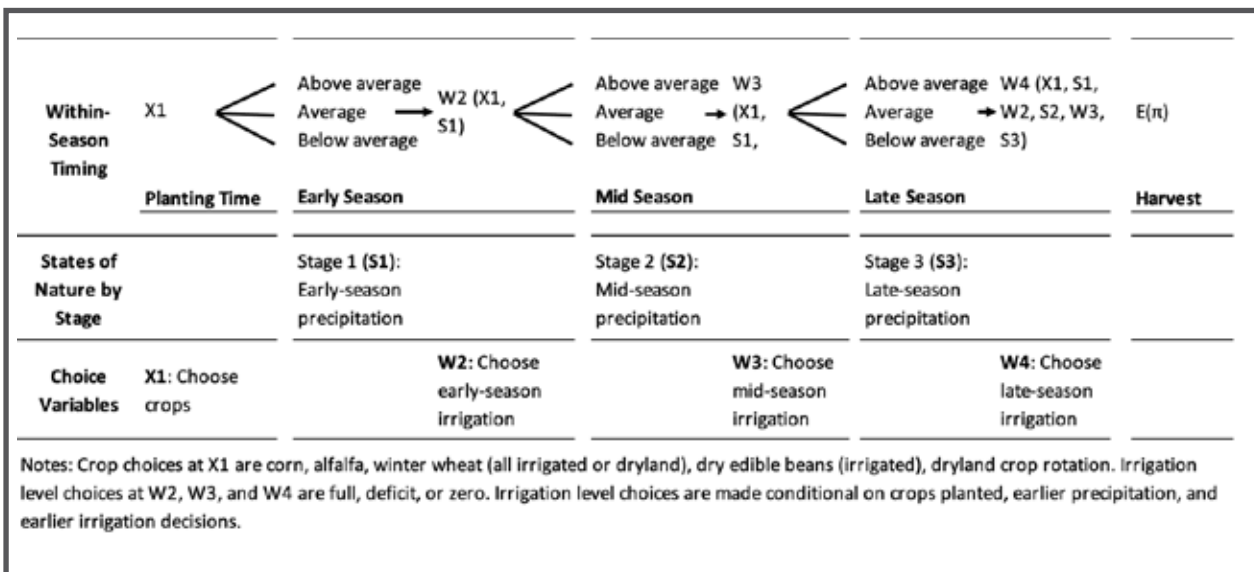 Within-
Season
Timing
X1
Above average
Average
Below average
W2 (X1,
S1)
Above average
Average
Below average
W3
(X1,
S1,
Above average
Average
Below average
W4 (X1, S1,
W2, S2, W3,
S3)
E(π)
Planting Time
Early Season
Mid Season
Late Season
Harvest
States of
Nature by
Stage
Stage 1 (S1):
Early-season
precipitation
Stage 2 (S2):
Mid-season
precipitation
Stage 3 (S3):
Late-season
precipitation
Choice
Variables
X1: Choose
crops
W2: Choose
early-season
irrigation
W3: Choose
mid-season
irrigation
W4: Choose
late-season
irrigation
Notes: Crop choices at X1 are corn, alfalfa, winter wheat (all irrigated or dryland), dry edible beans (irrigated), dryland crop rotation. Irrigation
level choices at W2, W3, and W4 are full, deficit, or zero. Irrigation level choices are made conditional on crops planted, earlier precipitation, and
earlier irrigation decisions.